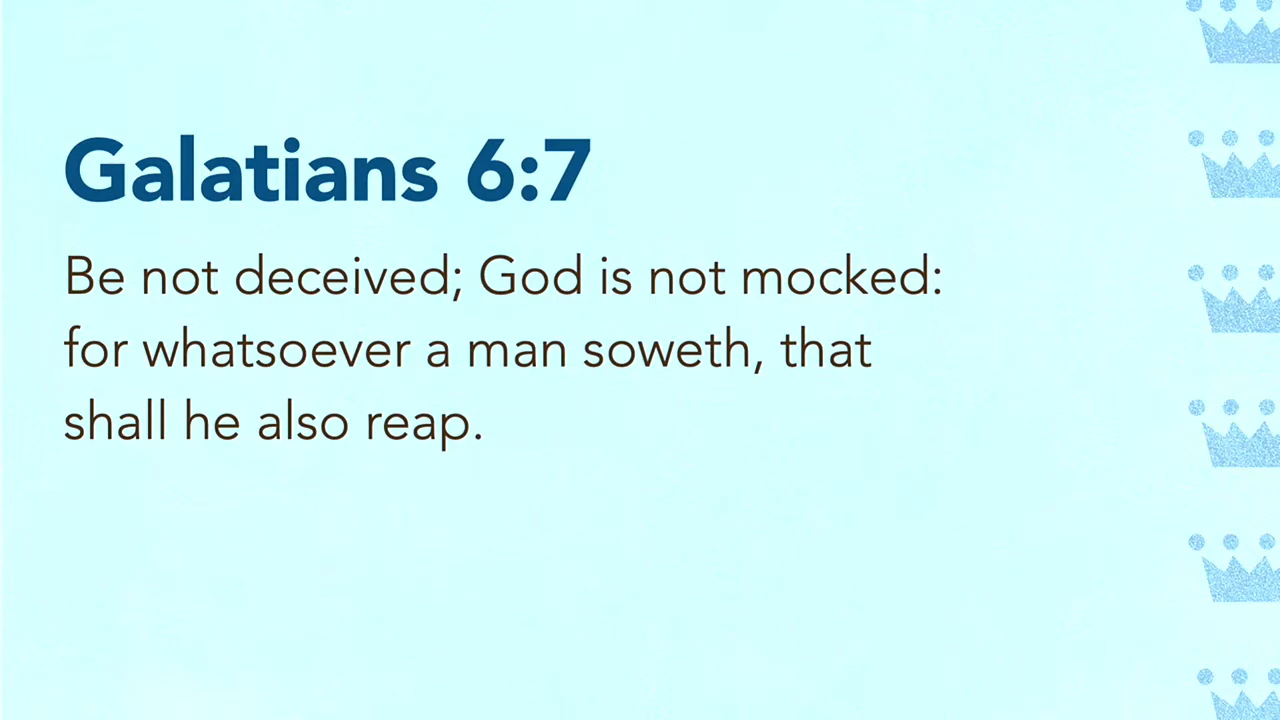 Galatians 6:7
Be not deceived; God is not mocked:
for whatsoever a man soweth, that
shall he also reap.